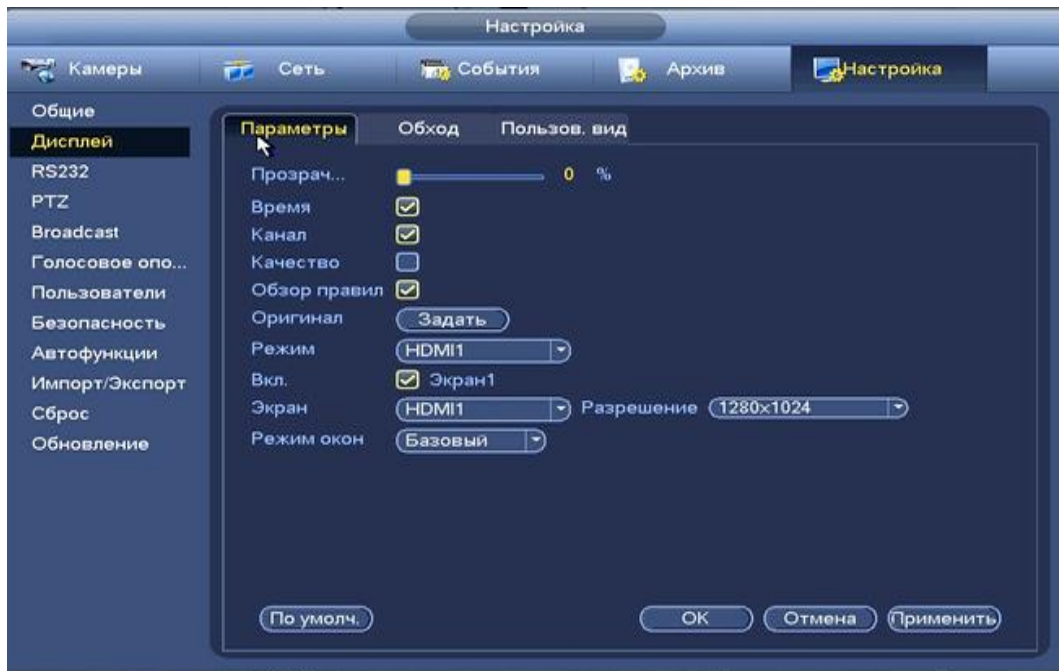 Настройка
Камеры Сеть События Архив Настройка
Общие
Дисплей
RS232
PTZ
Broadcast
Голосовое опо...
Пользователи
Безопасность
Автофункции
Импорт/Экспорт
Сброс
Обновление
Параметры Обход Пользов. вид
Прозрач... 0 %
Время
Канал
Качество
Обзор правил
Оригинал Задать
Режим HDMI1
Вкл. Экран1
Экран HDMI1 Разрешение 1280×1024
Режим окон Базовый
По умолч. OK Отмена Применить